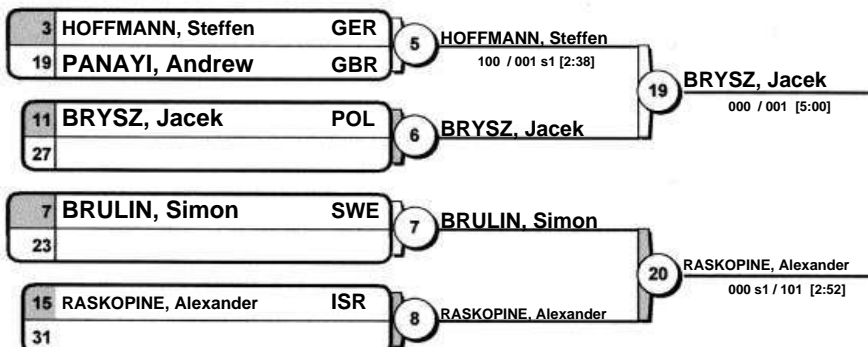 3 HOFFMANN, Steffen GER
19 PANAYI, Andrew GBR
5
HOFFMANN, Steffen
100 / 001 s1 [2:38]
19
BRYSZ, Jacek
000 / 001 [5:00]
11 BRYSZ, Jacek POL
27
6
BRYSZ, Jacek
7 BRULIN, Simon SWE
23
7
BRULIN, Simon
20
RASKOPINE, Alexander
000 s1 / 101 [2:52]
15 RASKOPINE, Alexander ISR
31
8
RASKOPINE, Alexander